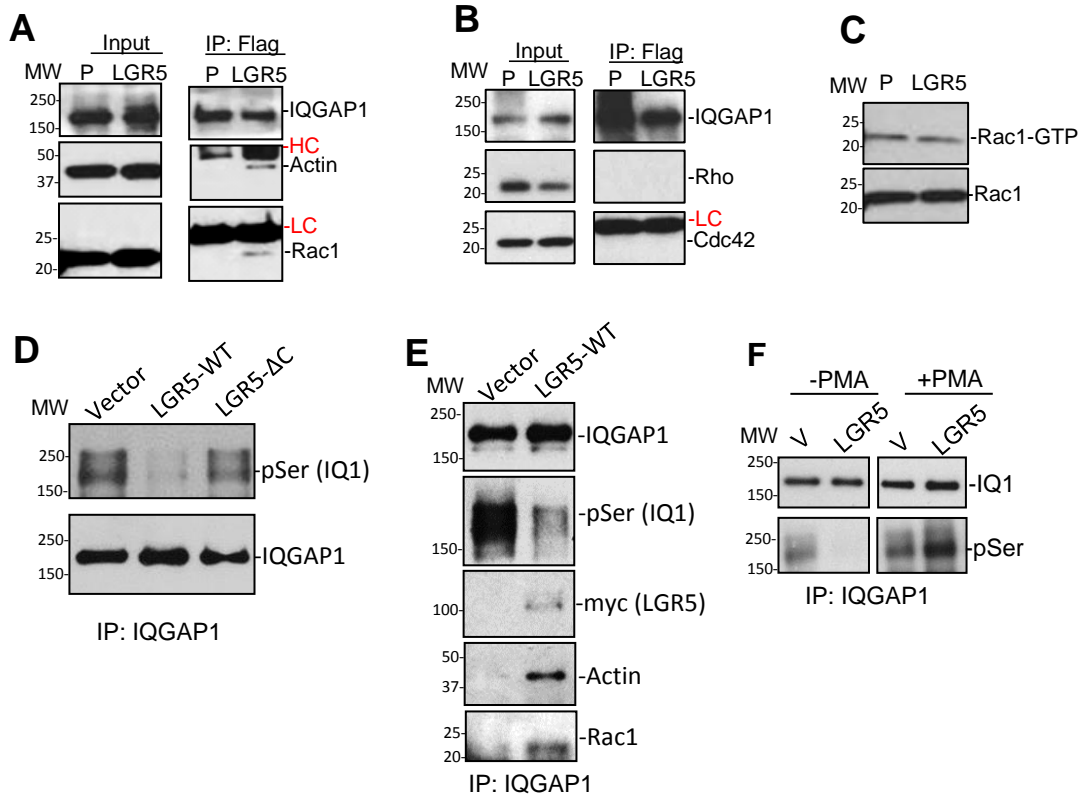 A
Input
IP: Flag
MW
P
LGR5
P
LGR5
250-
150-
-IQGAP1
50-
37-
-HC
-Actin
25-
20-
-LC
-Rac1
B
Input
IP: Flag
MW
P
LGR5
P
LGR5
250-
150-
-IQGAP1
25-
20-
-Rho
25-
20-
-LC
-Cdc42
C
MW
P
LGR5
25-
20-
-Rac1-GTP
25-
20-
-Rac1
D
MW
Vector
LGR5-WT
LGR5-ΔC
250-
150-
-pSer (IQ1)
250-
150-
-IQGAP1
IP: IQGAP1
E
MW
Vector
LGR5-WT
250-
150-
-IQGAP1
150-
-pSer (IQ1)
100-
-myc (LGR5)
50-
37-
-Actin
25-
20-
-Rac1
IP: IQGAP1
F
-PMA
+PMA
MW
V
LGR5
V
LGR5
250-
150-
-IQ1
250-
150-
-pSer
IP: IQGAP1